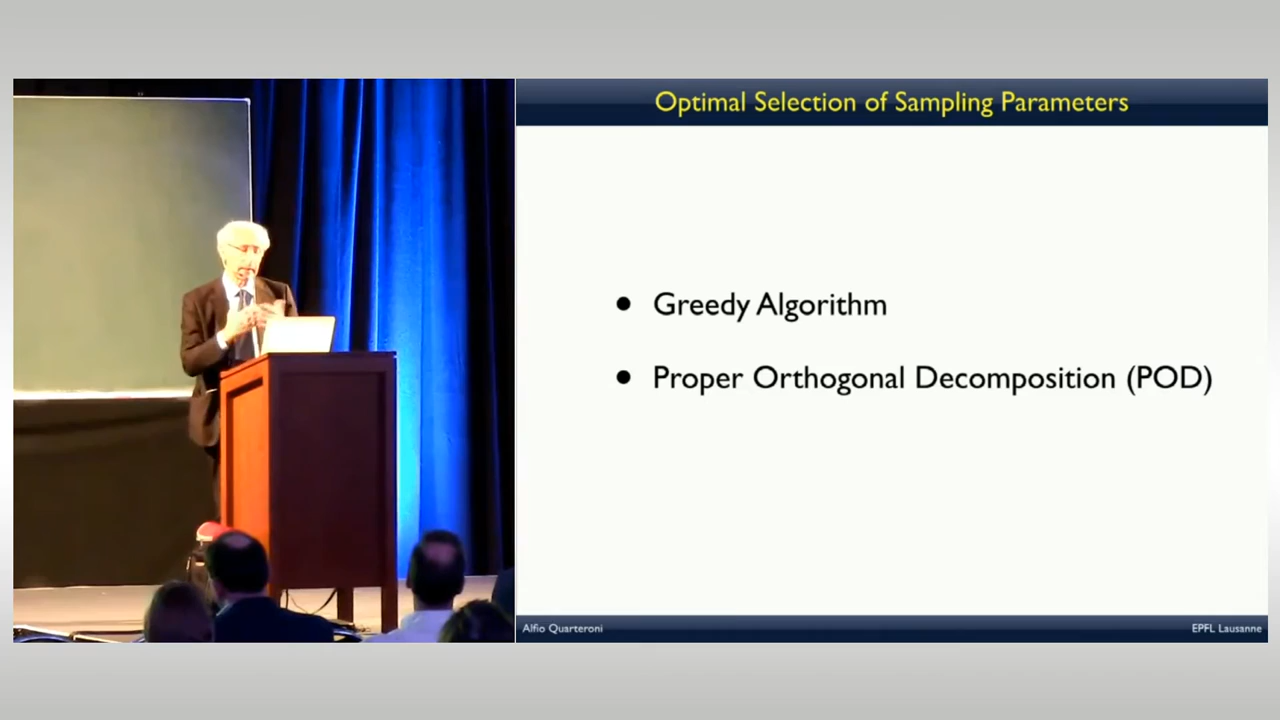 Optimal Selection of Sampling Parameters
● Greedy Algorithm
● Proper Orthogonal Decomposition (POD)
Alfio Quarteroni
EPFL Lausanne